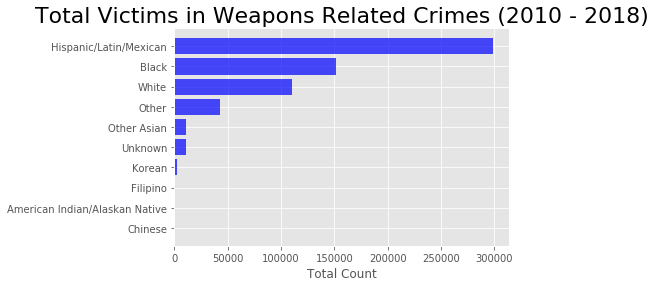 Total Victims in Weapons Related Crimes (2010 - 2018)
Hispanic/Latin/Mexican
Black
White
Other
Other Asian
Unknown
Korean
Filipino
American Indian/Alaskan Native
Chinese
0 50000 100000 150000 200000 250000 300000
Total Count